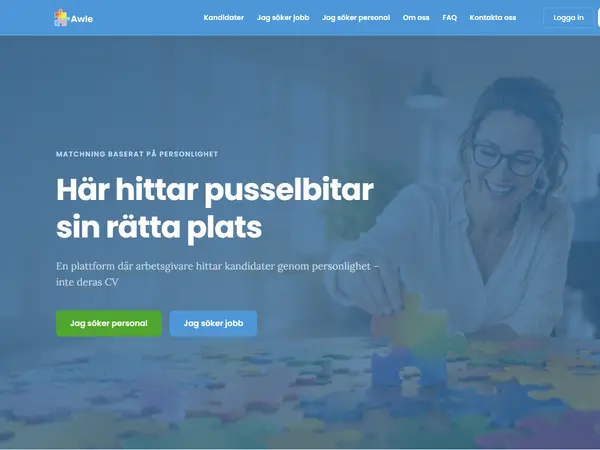 Awie
Kandidater
Jag söker jobb
Jag söker personal
Om oss
FAQ
Kontakta oss
Logga in
MATCHNING BASERAT PÅ PERSONLIGHET
Här hittar pusselbitar
sin rätta plats
En plattform där arbetsgivare hittar kandidater genom personlighet –
inte deras CV
Jag söker personal
Jag söker jobb